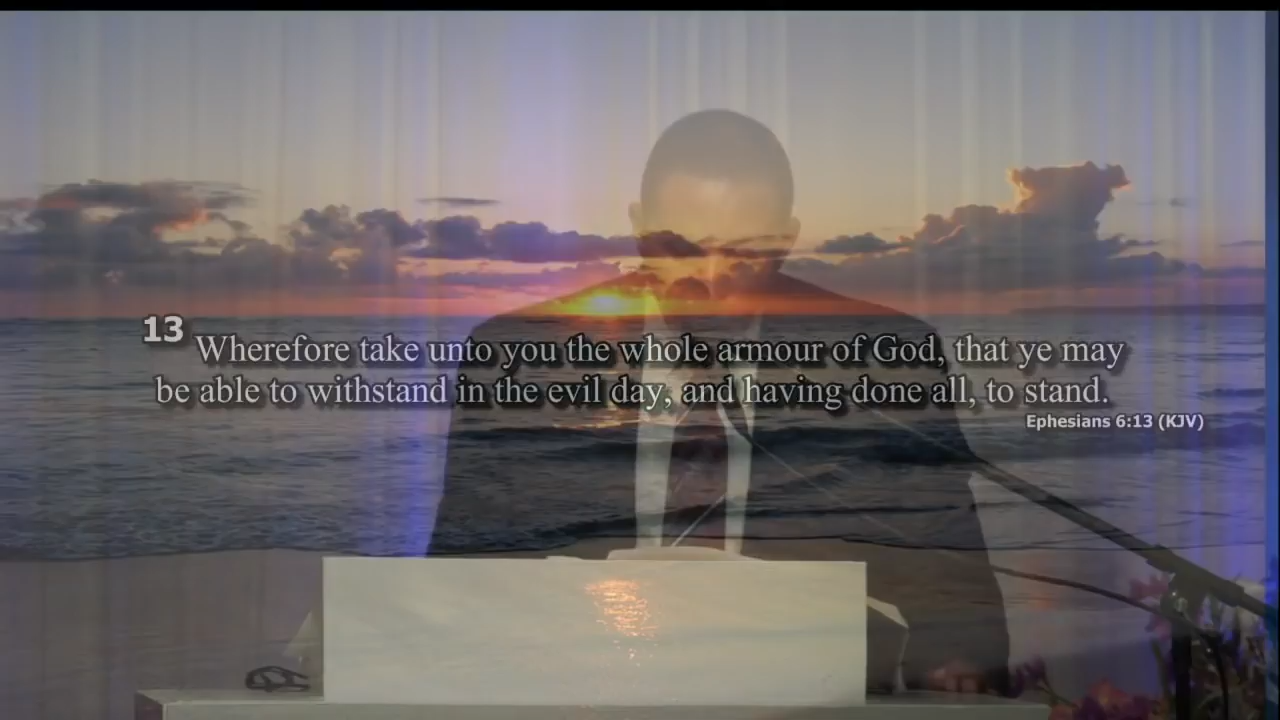 13 Wherefore take unto you the whole armour of God, that ye may
be able to withstand in the evil day, and having done all, to stand.
Ephesians 6:13 (KJV)